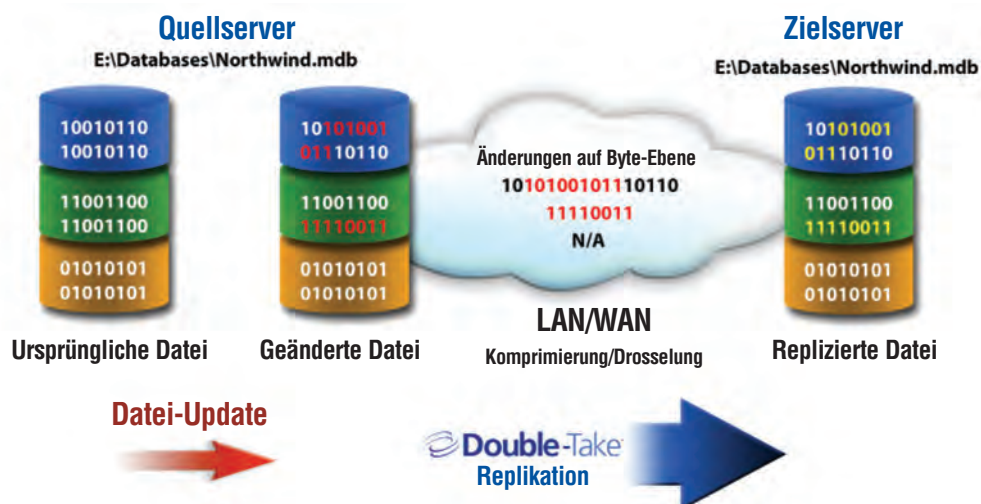 Quellserver
E:\Databases\Northwind.mdb
Zielserver
E:\Databases\Northwind.mdb
10010110
10010110
11001100
11001100
01010101
01010101
Ursprüngliche Datei
10101001
01110110
11001100
11110011
01010101
01010101
Geänderte Datei
Änderungen auf Byte-Ebene
1010100101110110
11110011
N/A
LAN/WAN
Komprimierung/Drosselung
10101001
01110110
11001100
11110011
01010101
01010101
Replizierte Datei
Datei-Update
Double-Take
Replikation